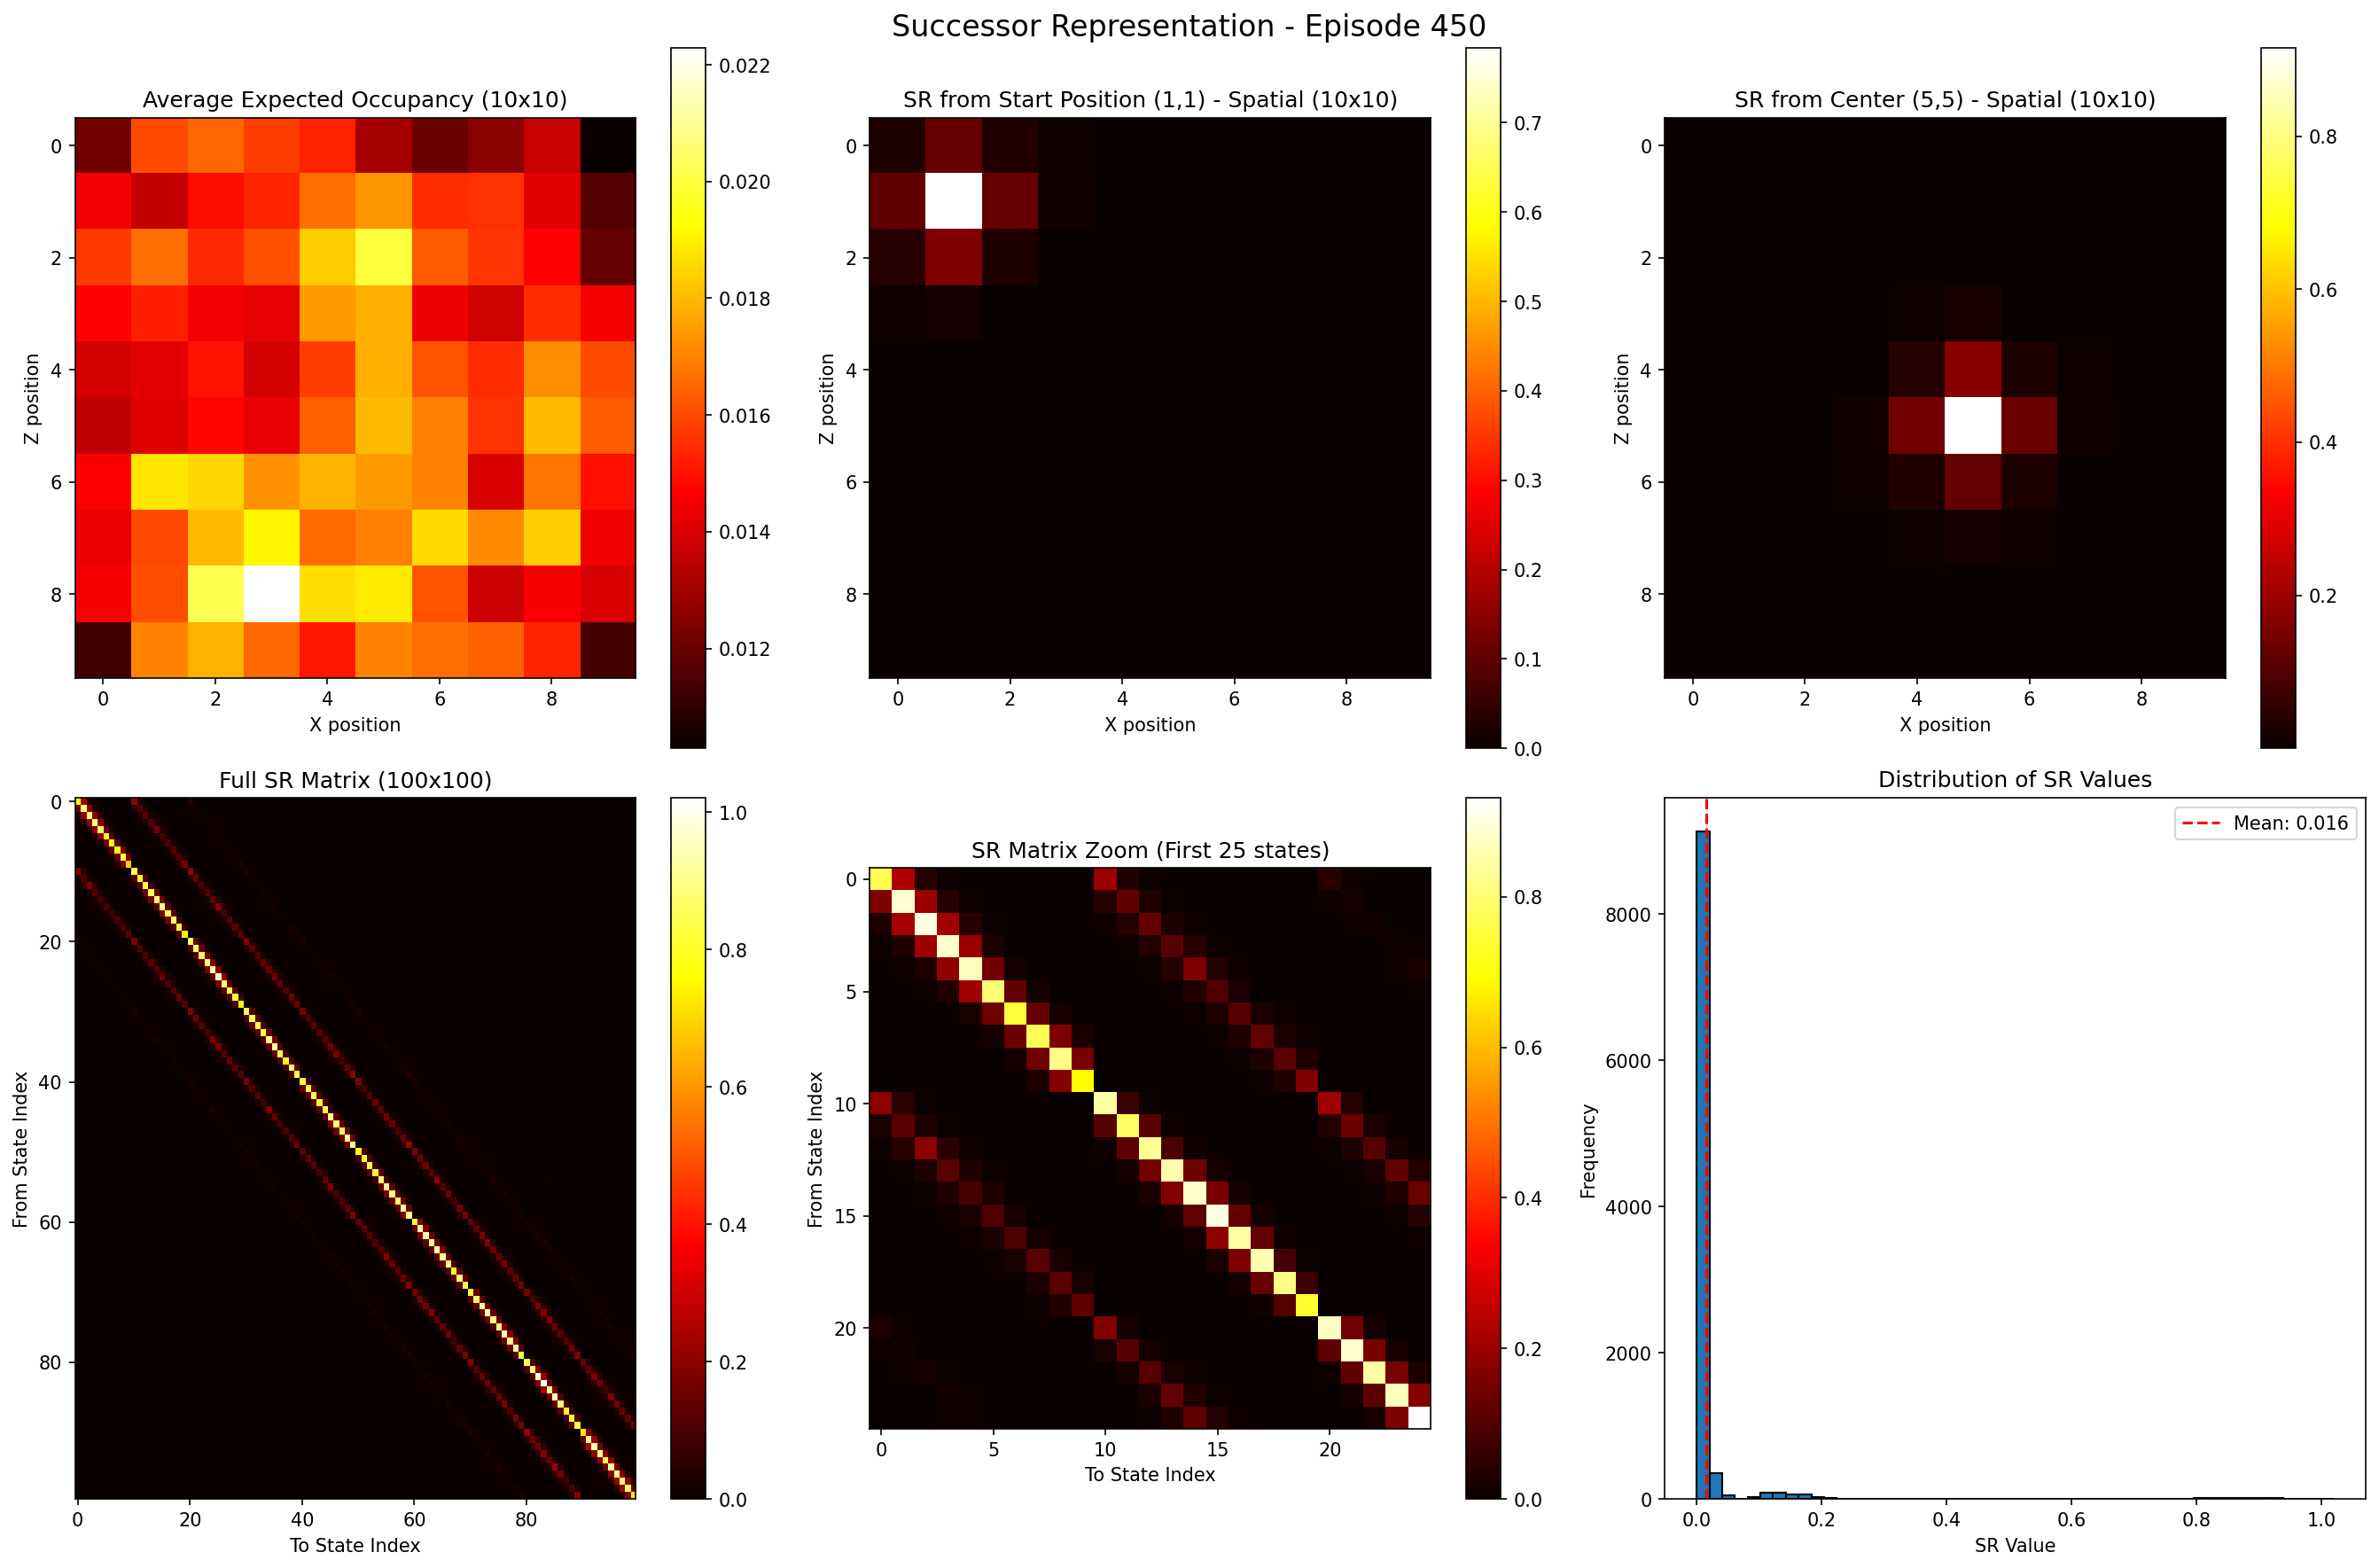 Successor Representation - Episode 450
Average Expected Occupancy (10x10)
0
2
4
6
8
Z position
0 2 4 6 8
X position
0.022
0.020
0.018
0.016
0.014
0.012
SR from Start Position (1,1) - Spatial (10x10)
0
2
4
6
8
Z position
0 2 4 6 8
X position
0.7
0.6
0.5
0.4
0.3
0.2
0.1
0.0
SR from Center (5,5) - Spatial (10x10)
0
2
4
6
8
Z position
0 2 4 6 8
X position
0.8
0.6
0.4
0.2
Full SR Matrix (100x100)
0
20
40
60
80
From State Index
0 20 40 60 80
To State Index
1.0
0.8
0.6
0.4
0.2
0.0
SR Matrix Zoom (First 25 states)
0
5
10
15
20
From State Index
0 5 10 15 20
To State Index
0.8
0.6
0.4
0.2
0.0
Distribution of SR Values
Mean: 0.016
8000
6000
4000
2000
0
Frequency
0.0 0.2 0.4 0.6 0.8 1.0
SR Value